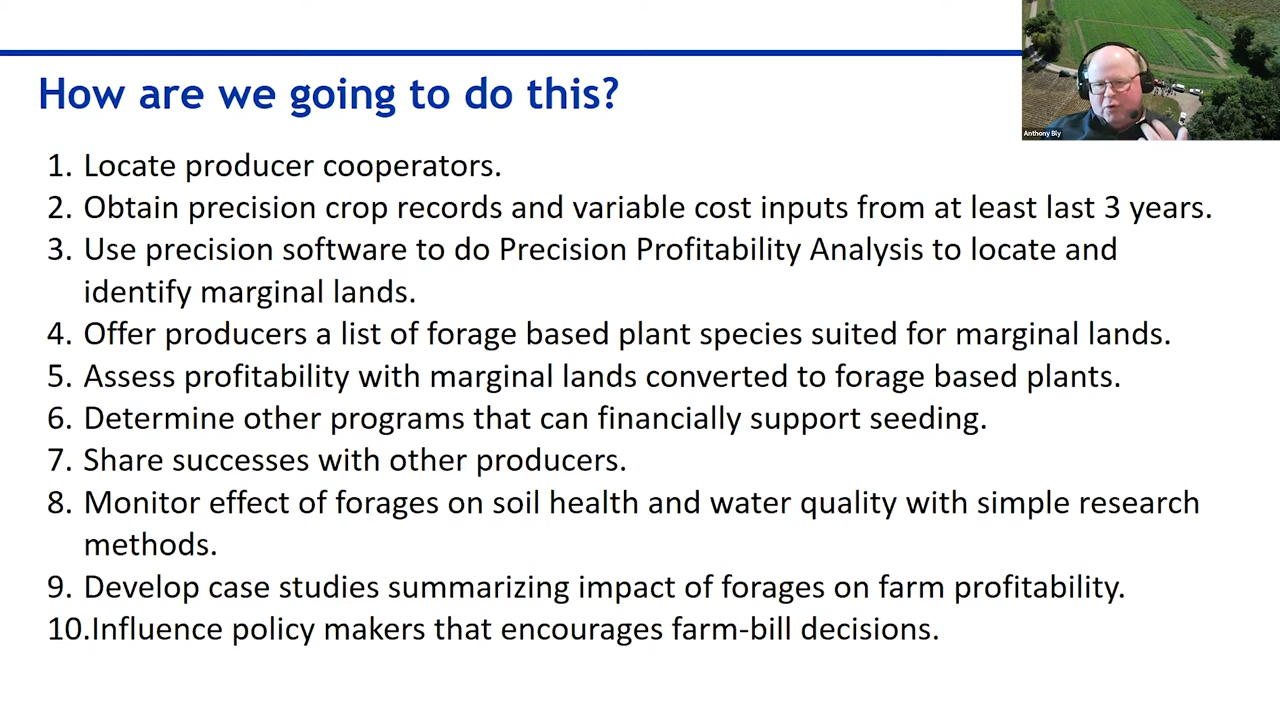 How are we going to do this?
Anthony Bly
1. Locate producer cooperators.
2. Obtain precision crop records and variable cost inputs from at least last 3 years.
3. Use precision software to do Precision Profitability Analysis to locate and
identify marginal lands.
4. Offer producers a list of forage based plant species suited for marginal lands.
5. Assess profitability with marginal lands converted to forage based plants.
6. Determine other programs that can financially support seeding.
7. Share successes with other producers.
8. Monitor effect of forages on soil health and water quality with simple research
methods.
9. Develop case studies summarizing impact of forages on farm profitability.
10.Influence policy makers that encourages farm-bill decisions.